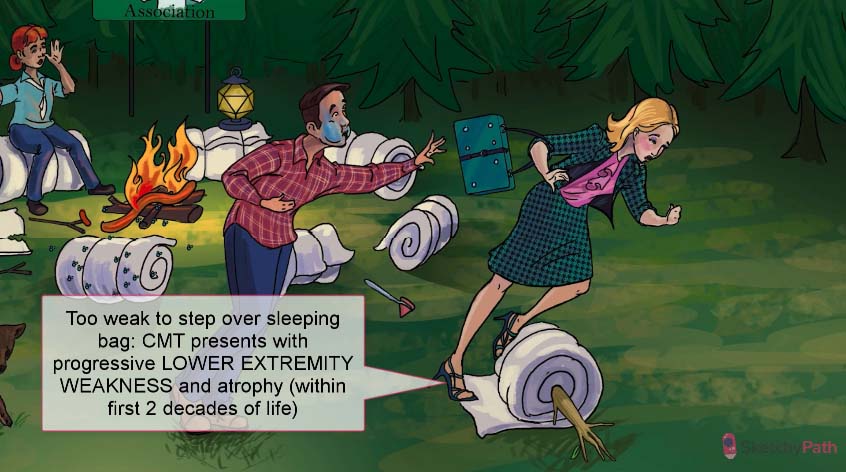 Association
Too weak to step over sleeping
bag: CMT presents with
progressive LOWER EXTREMITY
WEAKNESS and atrophy (within
first 2 decades of life)
SketchyPath